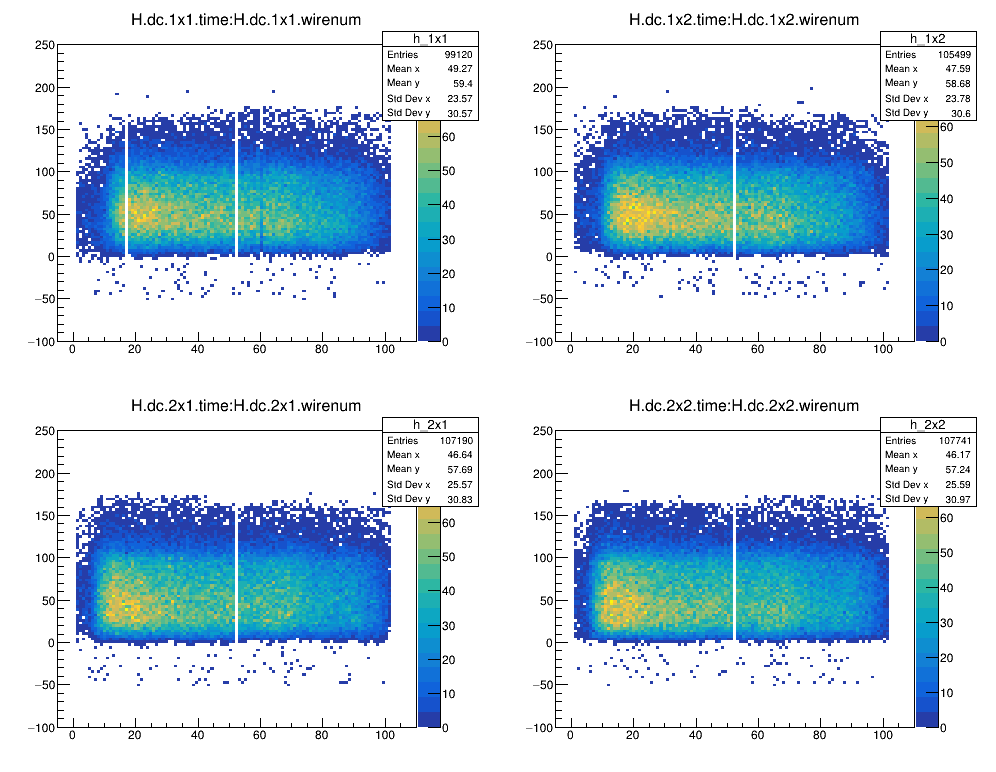 H.dc.1x1.time:H.dc.1x1.wirenum
h_1x1
Entries 99120
Mean x 49.27
Mean y 59.4
Std Dev x 23.57
Std Dev y 30.57
250
200
150
100
50
0
−50
−100
0 20 40 60 80 100
60
50
40
30
20
10
0
H.dc.1x2.time:H.dc.1x2.wirenum
h_1x2
Entries 105499
Mean x 47.59
Mean y 58.68
Std Dev x 23.78
Std Dev y 30.6
250
200
150
100
50
0
−50
−100
0 20 40 60 80 100
60
50
40
30
20
10
0
H.dc.2x1.time:H.dc.2x1.wirenum
h_2x1
Entries 107190
Mean x 46.64
Mean y 57.69
Std Dev x 25.57
Std Dev y 30.83
250
200
150
100
50
0
−50
−100
0 20 40 60 80 100
60
50
40
30
20
10
0
H.dc.2x2.time:H.dc.2x2.wirenum
h_2x2
Entries 107741
Mean x 46.17
Mean y 57.24
Std Dev x 25.59
Std Dev y 30.97
250
200
150
100
50
0
−50
−100
0 20 40 60 80 100
60
50
40
30
20
10
0